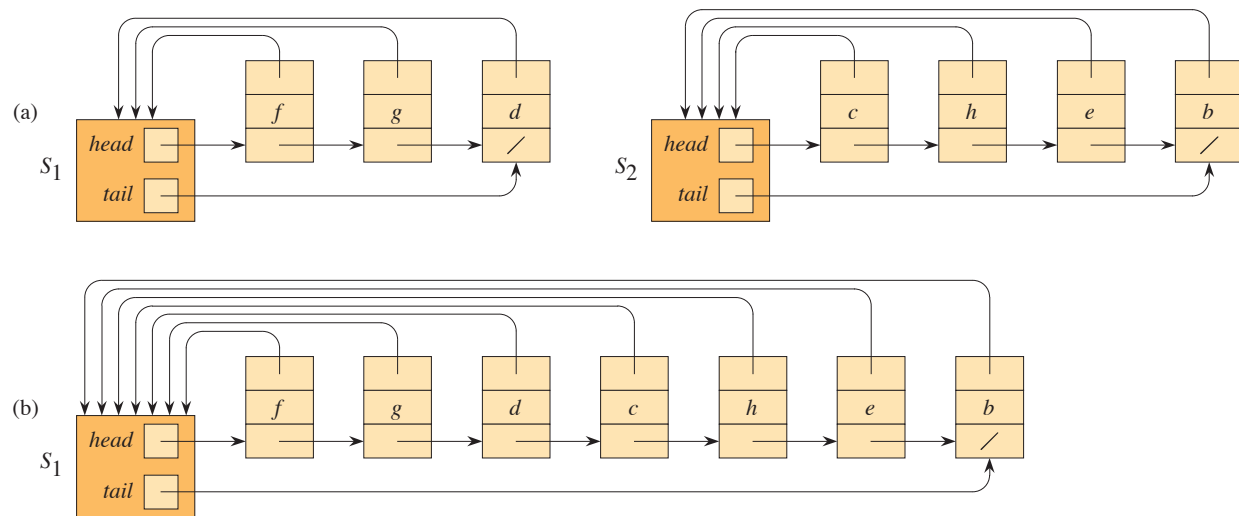 f g d c h e b
(a)
head head
S1 S2
tail tail
f g d c h e b
(b)
head
S1
tail